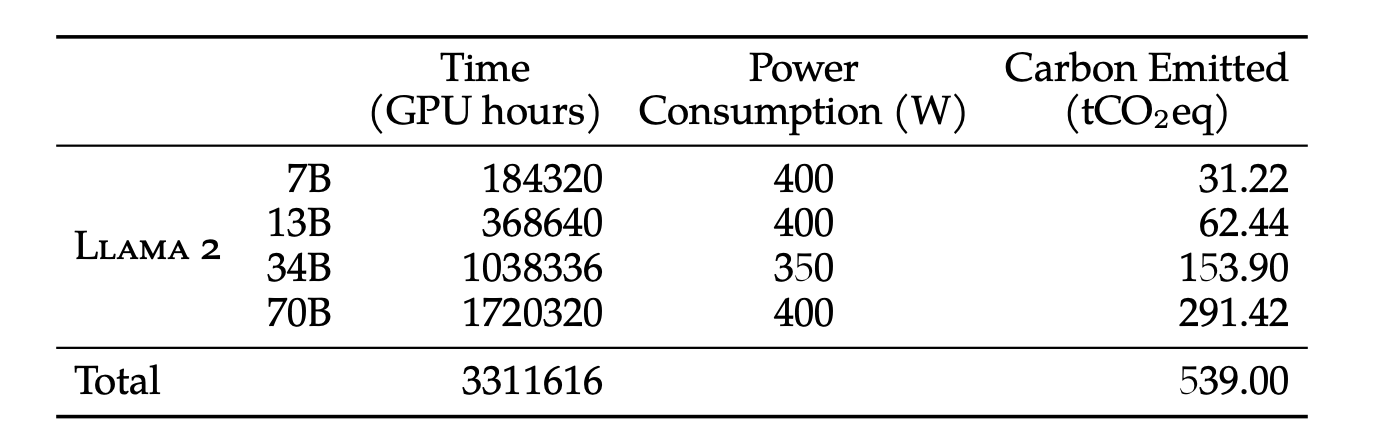 Time Power Carbon Emitted
(GPU hours) Consumption (W) (tCO₂eq)
7B 184320 400 31.22
13B 368640 400 62.44
LLAMA 2
34B 1038336 350 153.90
70B 1720320 400 291.42
Total 3311616 539.00